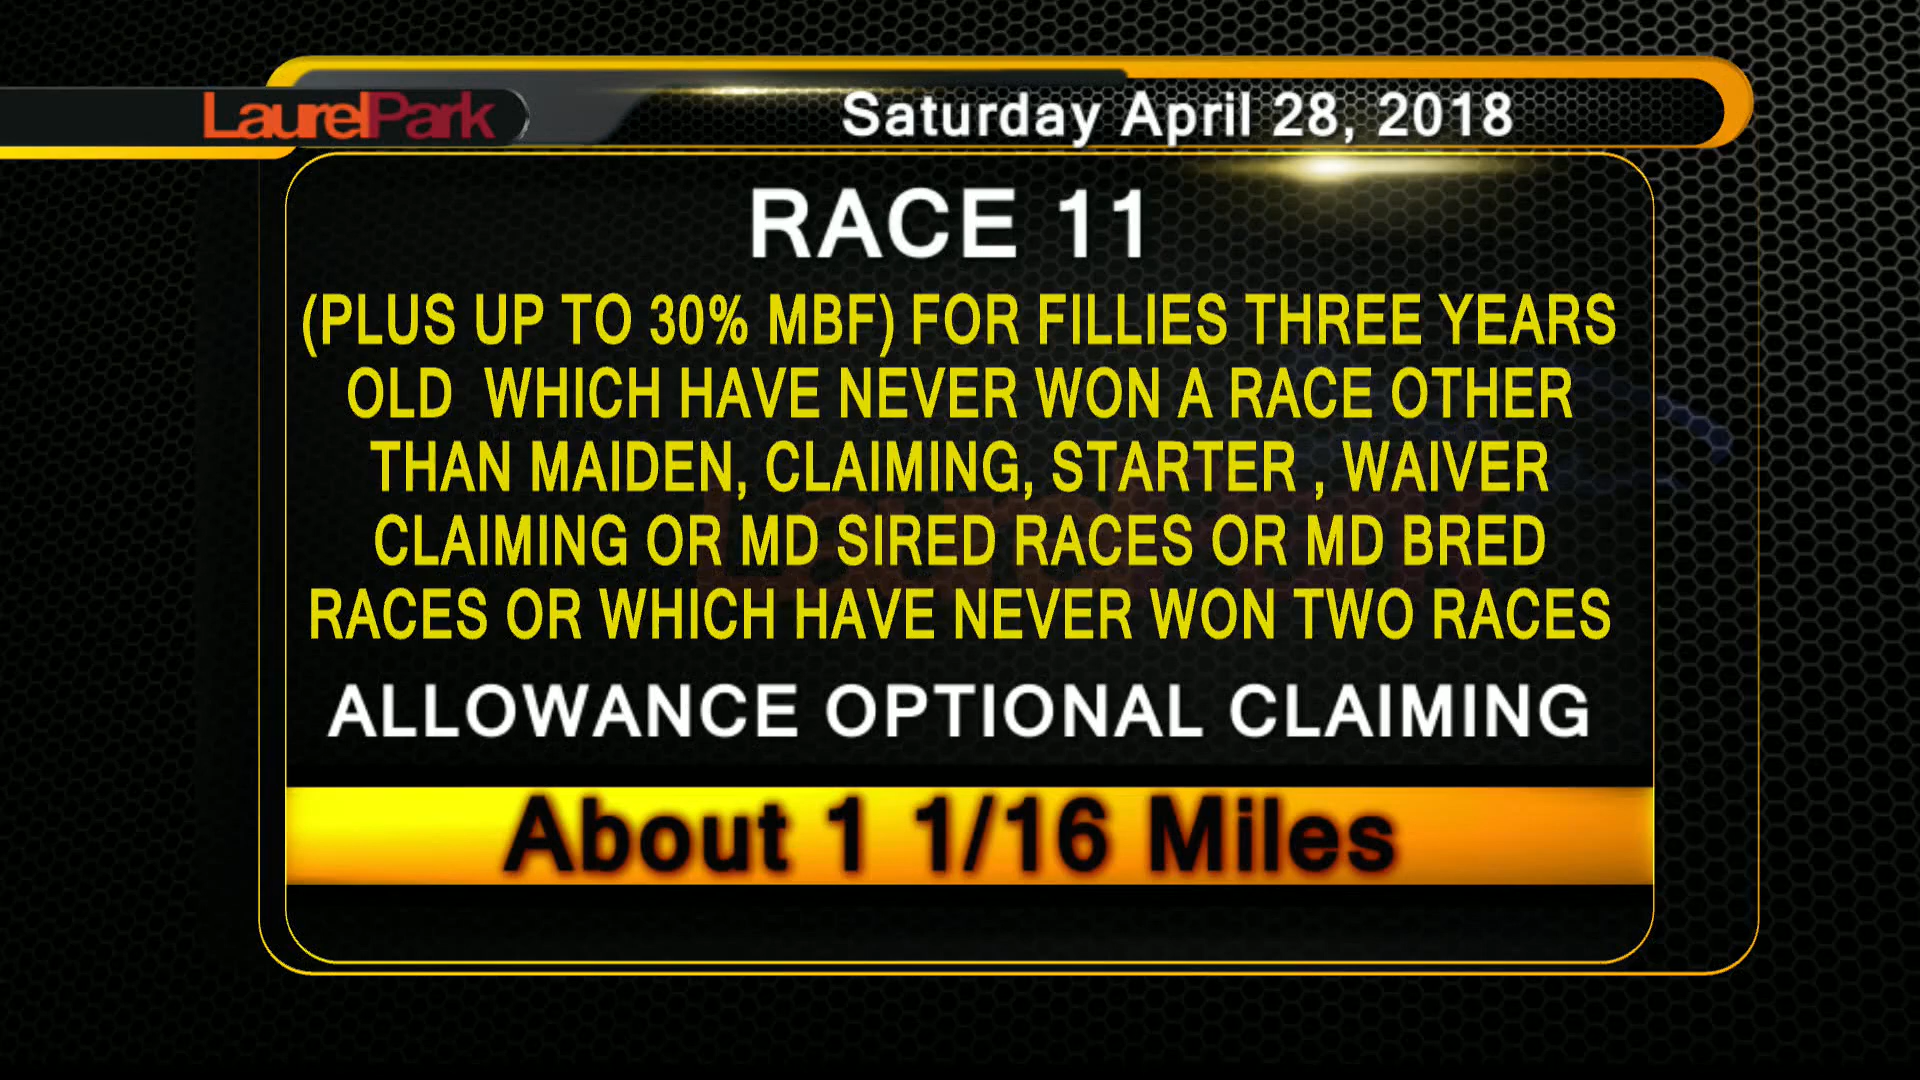 LaurelPark
Saturday April 28, 2018
RACE 11
(PLUS UP TO 30% MBF) FOR FILLIES THREE YEARS
OLD  WHICH HAVE NEVER WON A RACE OTHER
THAN MAIDEN, CLAIMING, STARTER , WAIVER
CLAIMING OR MD SIRED RACES OR MD BRED
RACES OR WHICH HAVE NEVER WON TWO RACES
ALLOWANCE OPTIONAL CLAIMING
About 1 1/16 Miles